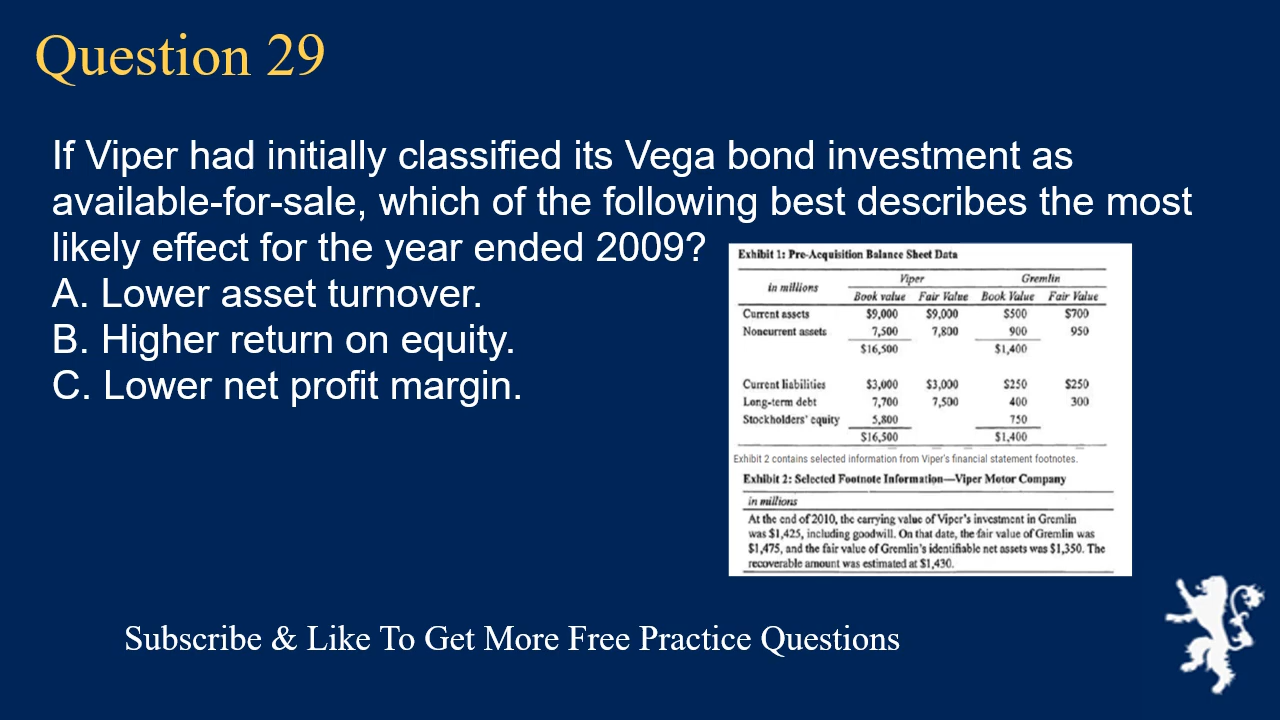 Question 29
If Viper had initially classified its Vega bond investment as
available-for-sale, which of the following best describes the most
likely effect for the year ended 2009?
A. Lower asset turnover.
B. Higher return on equity.
C. Lower net profit margin.
Exhibit 1: Pre-Acquisition Balance Sheet Data
in millions Viper Gremlin
Book value Fair Value Book Value Fair Value
Current assets $9,000 $9,000 $500 $700
Noncurrent assets 7,500 7,800 900 950
$16,500 $1,400
Current liabilities $3,000 $3,000 $250 $250
Long-term debt 7,700 7,500 400 300
Stockholders' equity 5,800 750
$16,500 $1,400
Exhibit 2 contains selected information from Viper's financial statement footnotes.
Exhibit 2: Selected Footnote Information—Viper Motor Company
in millions
At the end of 2010, the carrying value of Viper's investment in Gremlin
was $1,425, including goodwill. On that date, the fair value of Gremlin was
$1,475, and the fair value of Gremlin's identifiable net assets was $1,350. The
recoverable amount was estimated at $1,430.
Subscribe & Like To Get More Free Practice Questions